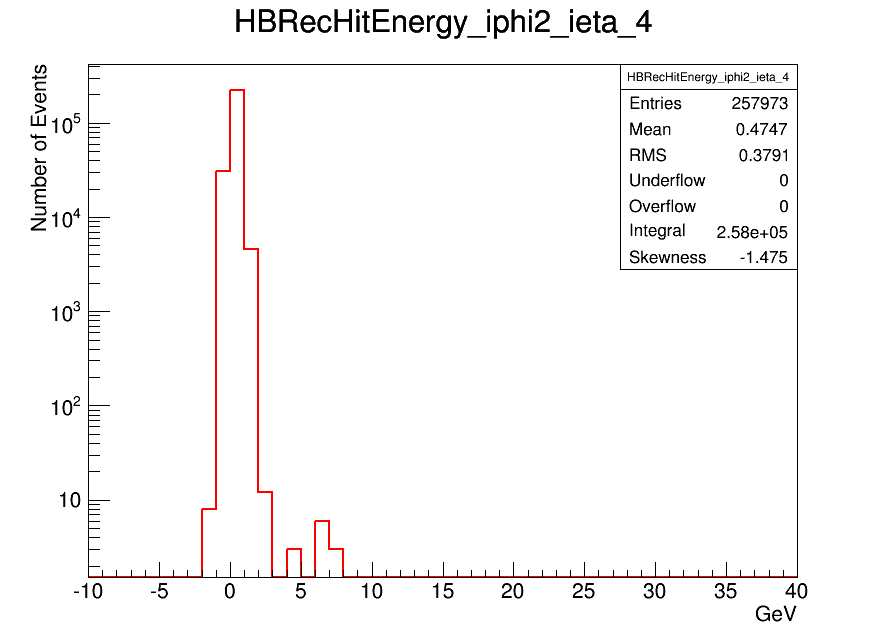 HBRecHitEnergy_iphi2_ieta_4
Number of Events
HBRecHitEnergy_iphi2_ieta_4
Entries 257973
Mean 0.4747
RMS 0.3791
Underflow 0
Overflow 0
Integral 2.58e+05
Skewness -1.475
10^5
10^4
10^3
10^2
10
-10 -5 0 5 10 15 20 25 30 35 40
GeV